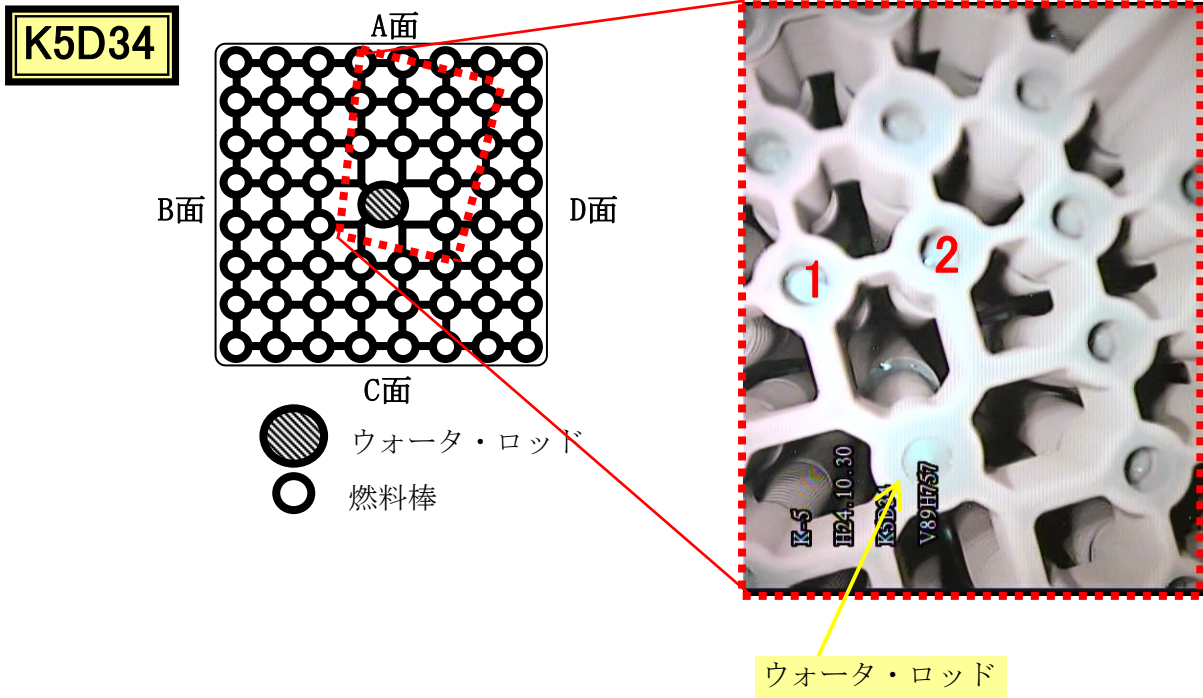 K5D34
A面
B面
D面
C面
ウォータ・ロッド
燃料棒
1
2
K-5
H24.10.30
K5D34
V89H757
ウォータ・ロッド